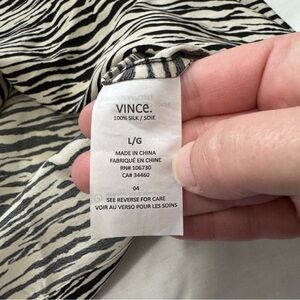 VINCE.
100% SILK / SOIE
L/G
MADE IN CHINA
FABRIQUÉ EN CHINE
RN# 106730
CA# 34460
04
SEE REVERSE FOR CARE
VOIR AU VERSO POUR LES SOINS